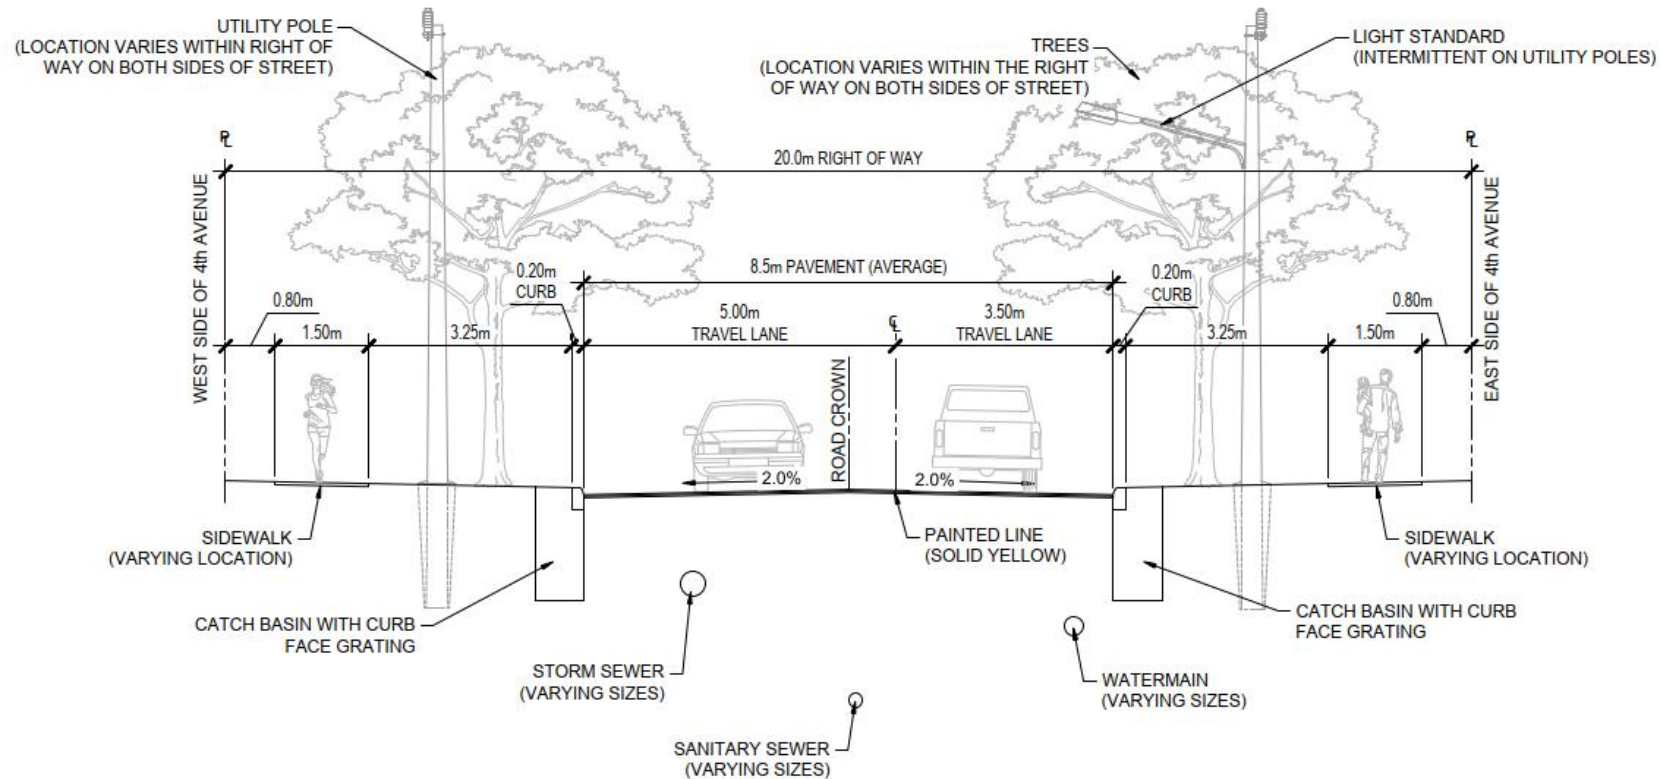 UTILITY POLE
(LOCATION VARIES WITHIN RIGHT OF
WAY ON BOTH SIDES OF STREET)
TREES
(LOCATION VARIES WITHIN THE RIGHT
OF WAY ON BOTH SIDES OF STREET)
LIGHT STANDARD
(INTERMITTENT ON UTILITY POLES)
PL
PL
20.0m RIGHT OF WAY
WEST SIDE OF 4th AVENUE
EAST SIDE OF 4th AVENUE
8.5m PAVEMENT (AVERAGE)
0.20m
CURB
0.20m
CURB
0.80m
1.50m
3.25m
5.00m
TRAVEL LANE
CL
3.50m
TRAVEL LANE
3.25m
1.50m
0.80m
ROAD CROWN
2.0%
2.0%
SIDEWALK
(VARYING LOCATION)
PAINTED LINE
(SOLID YELLOW)
SIDEWALK
(VARYING LOCATION)
CATCH BASIN WITH CURB
FACE GRATING
CATCH BASIN WITH CURB
FACE GRATING
STORM SEWER
(VARYING SIZES)
WATERMAIN
(VARYING SIZES)
SANITARY SEWER
(VARYING SIZES)